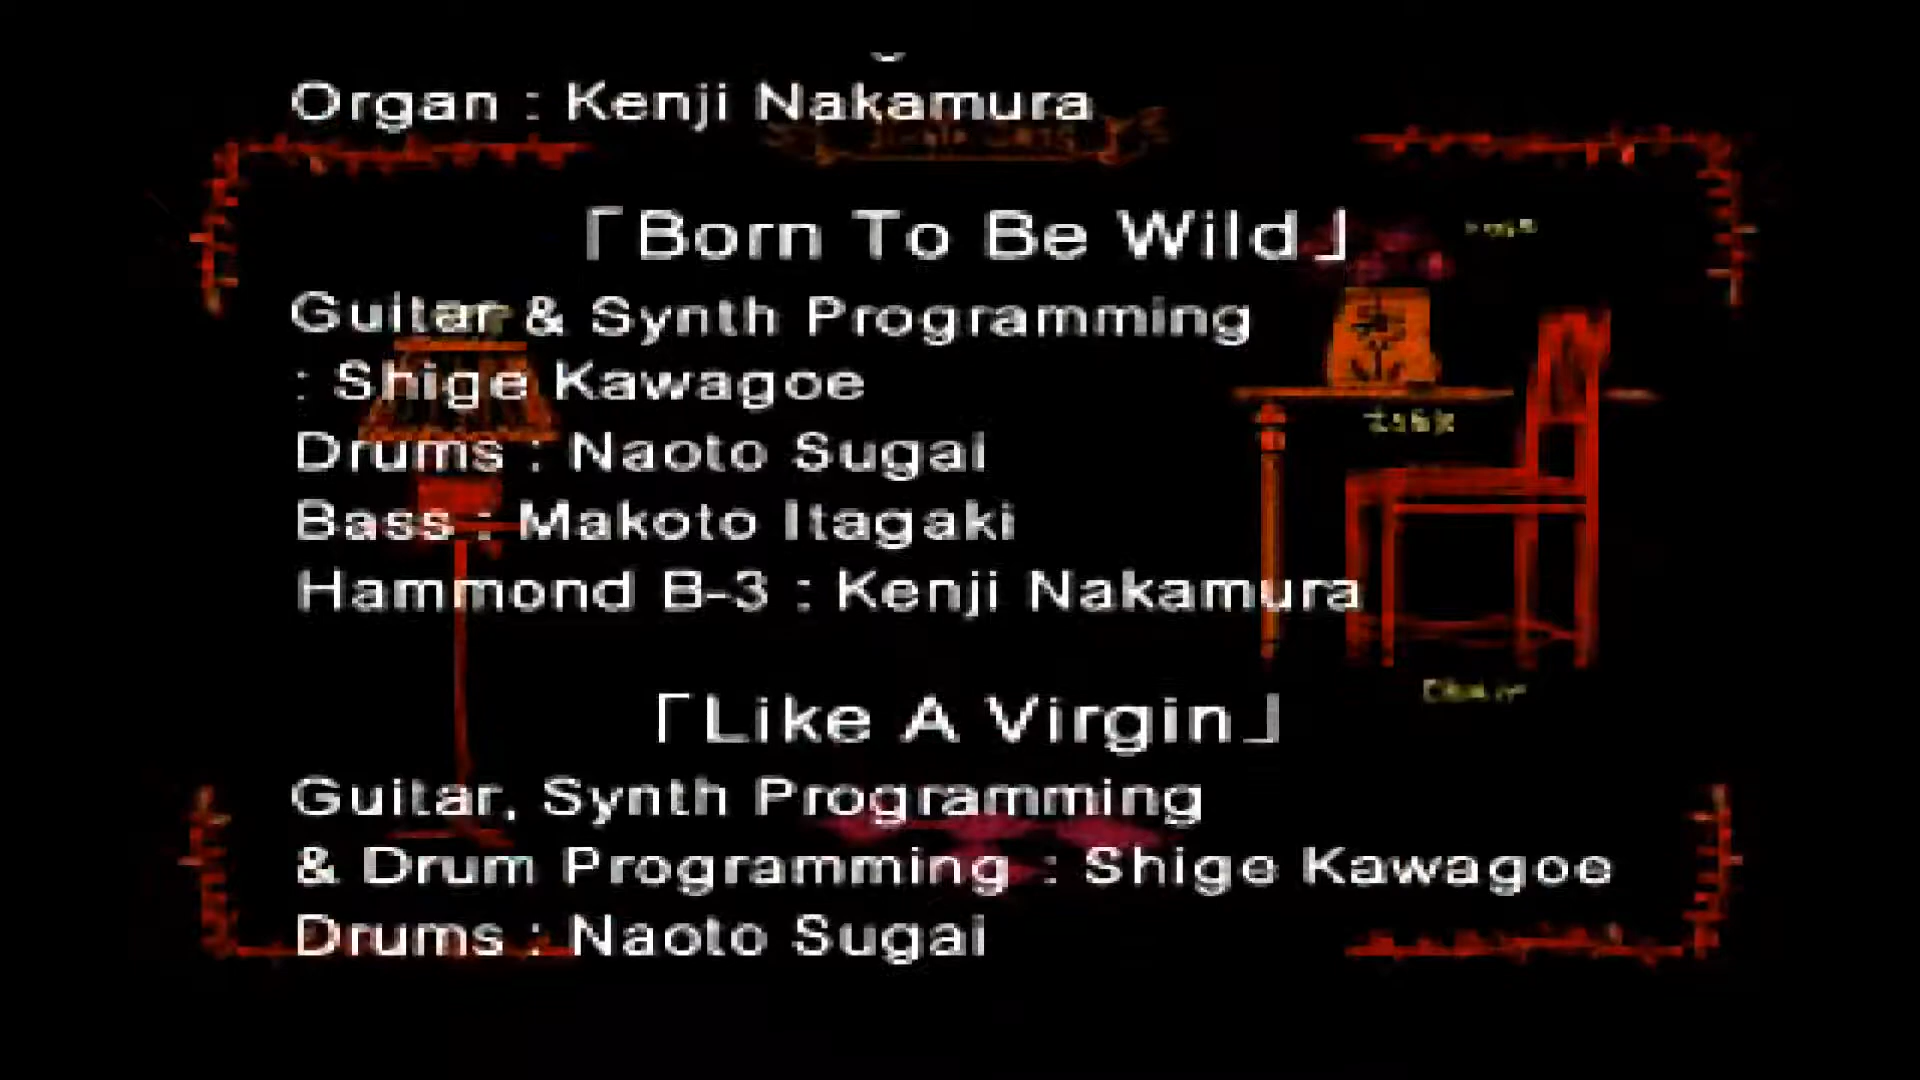 Organ : Kenji Nakamura
「Born To Be Wild」
Guitar & Synth Programming
: Shige Kawagoe
Drums : Naoto Sugai
Bass : Makoto Itagaki
Hammond B-3 : Kenji Nakamura
「Like A Virgin」
Guitar, Synth Programming
& Drum Programming : Shige Kawagoe
Drums : Naoto Sugai